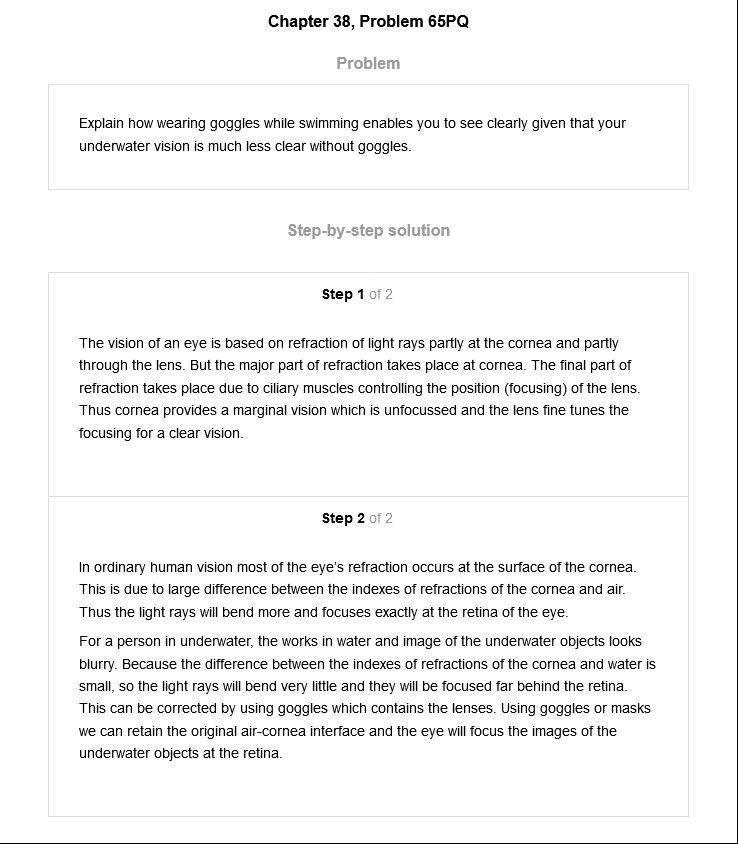 Chapter 38, Problem 65PQ
Problem
Explain how wearing goggles while swimming enables you to see clearly given that your
underwater vision is much less clear without goggles.
Step-by-step solution
Step 1 of 2
The vision of an eye is based on refraction of light rays partly at the cornea and partly
through the lens. But the major part of refraction takes place at cornea. The final part of
refraction takes place due to ciliary muscles controlling the position (focusing) of the lens.
Thus cornea provides a marginal vision which is unfocussed and the lens fine tunes the
focusing for a clear vision.
Step 2 of 2
In ordinary human vision most of the eye's refraction occurs at the surface of the cornea.
This is due to large difference between the indexes of refractions of the cornea and air.
Thus the light rays will bend more and focuses exactly at the retina of the eye.
For a person in underwater, the works in water and image of the underwater objects looks
blurry. Because the difference between the indexes of refractions of the cornea and water is
small, so the light rays will bend very little and they will be focused far behind the retina.
This can be corrected by using goggles which contains the lenses. Using goggles or masks
we can retain the original air-cornea interface and the eye will focus the images of the
underwater objects at the retina.